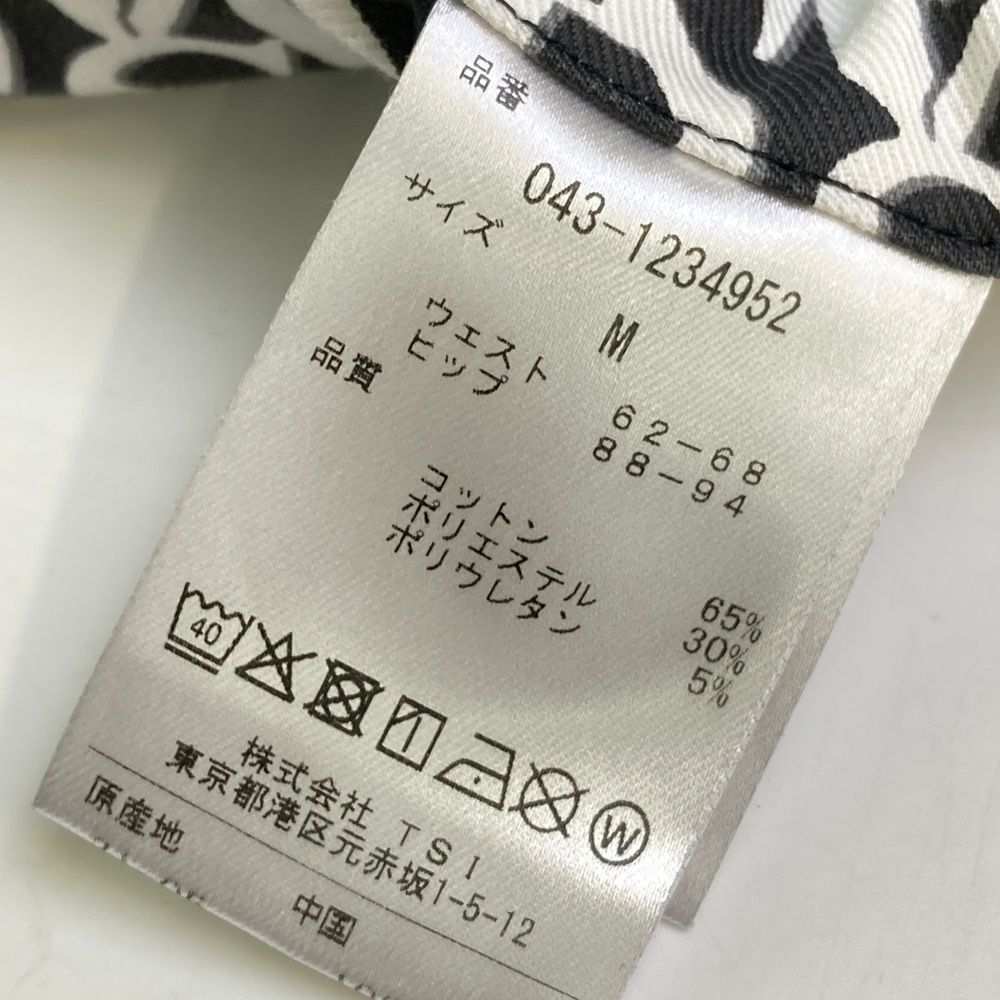 品番
043-1234952
サイズ
M
ウェスト 62-68
ヒップ 88-94
品質
コットン 65%
ポリエステル 30%
ポリウレタン 5%
40
W
株式会社 TSI
東京都港区元赤坂1-5-12
原産地
中国